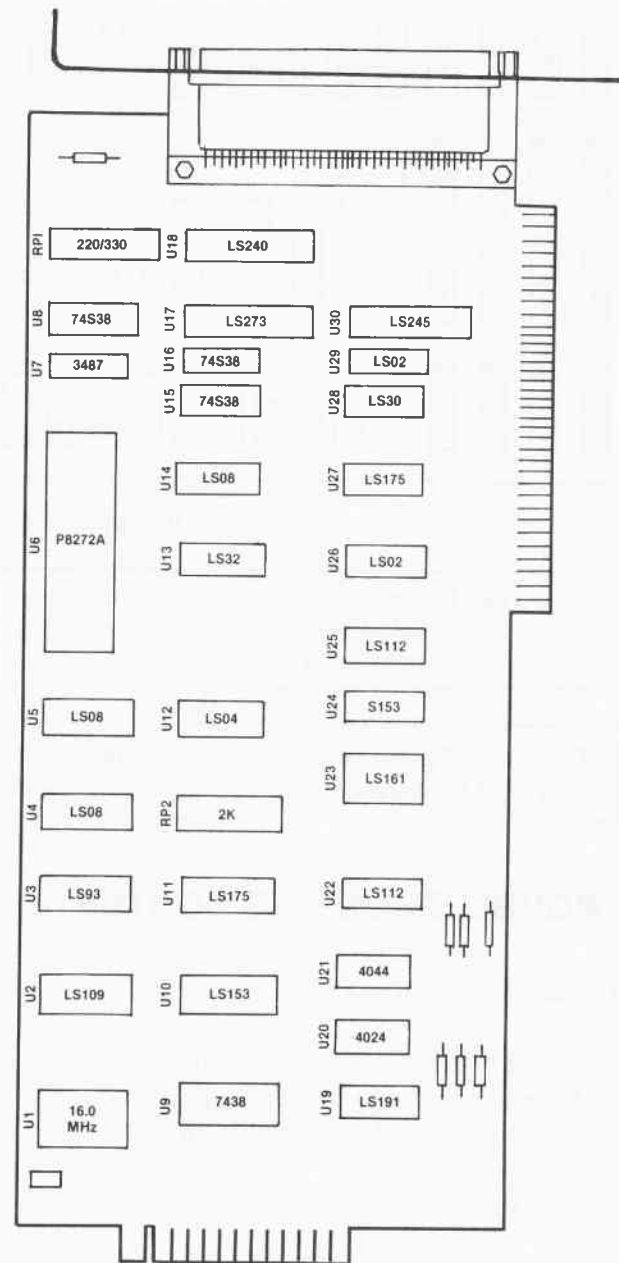 RP1 220/330 U18 LS240
U8 74S38 U17 LS273 U30 LS245
U7 3487 U16 74S38 U29 LS02
U15 74S38 U28 LS30
U14 LS08 U27 LS175
U6 P8272A U13 LS32 U26 LS02
U25 LS112
U5 LS08 U12 LS04 U24 S153
U23 LS161
U4 LS08 RP2 2K
U3 LS93 U11 LS175 U22 LS112
U21 4044
U2 LS109 U10 LS153
U20 4024
U1 16.0 U9 7438 U19 LS191
MHz